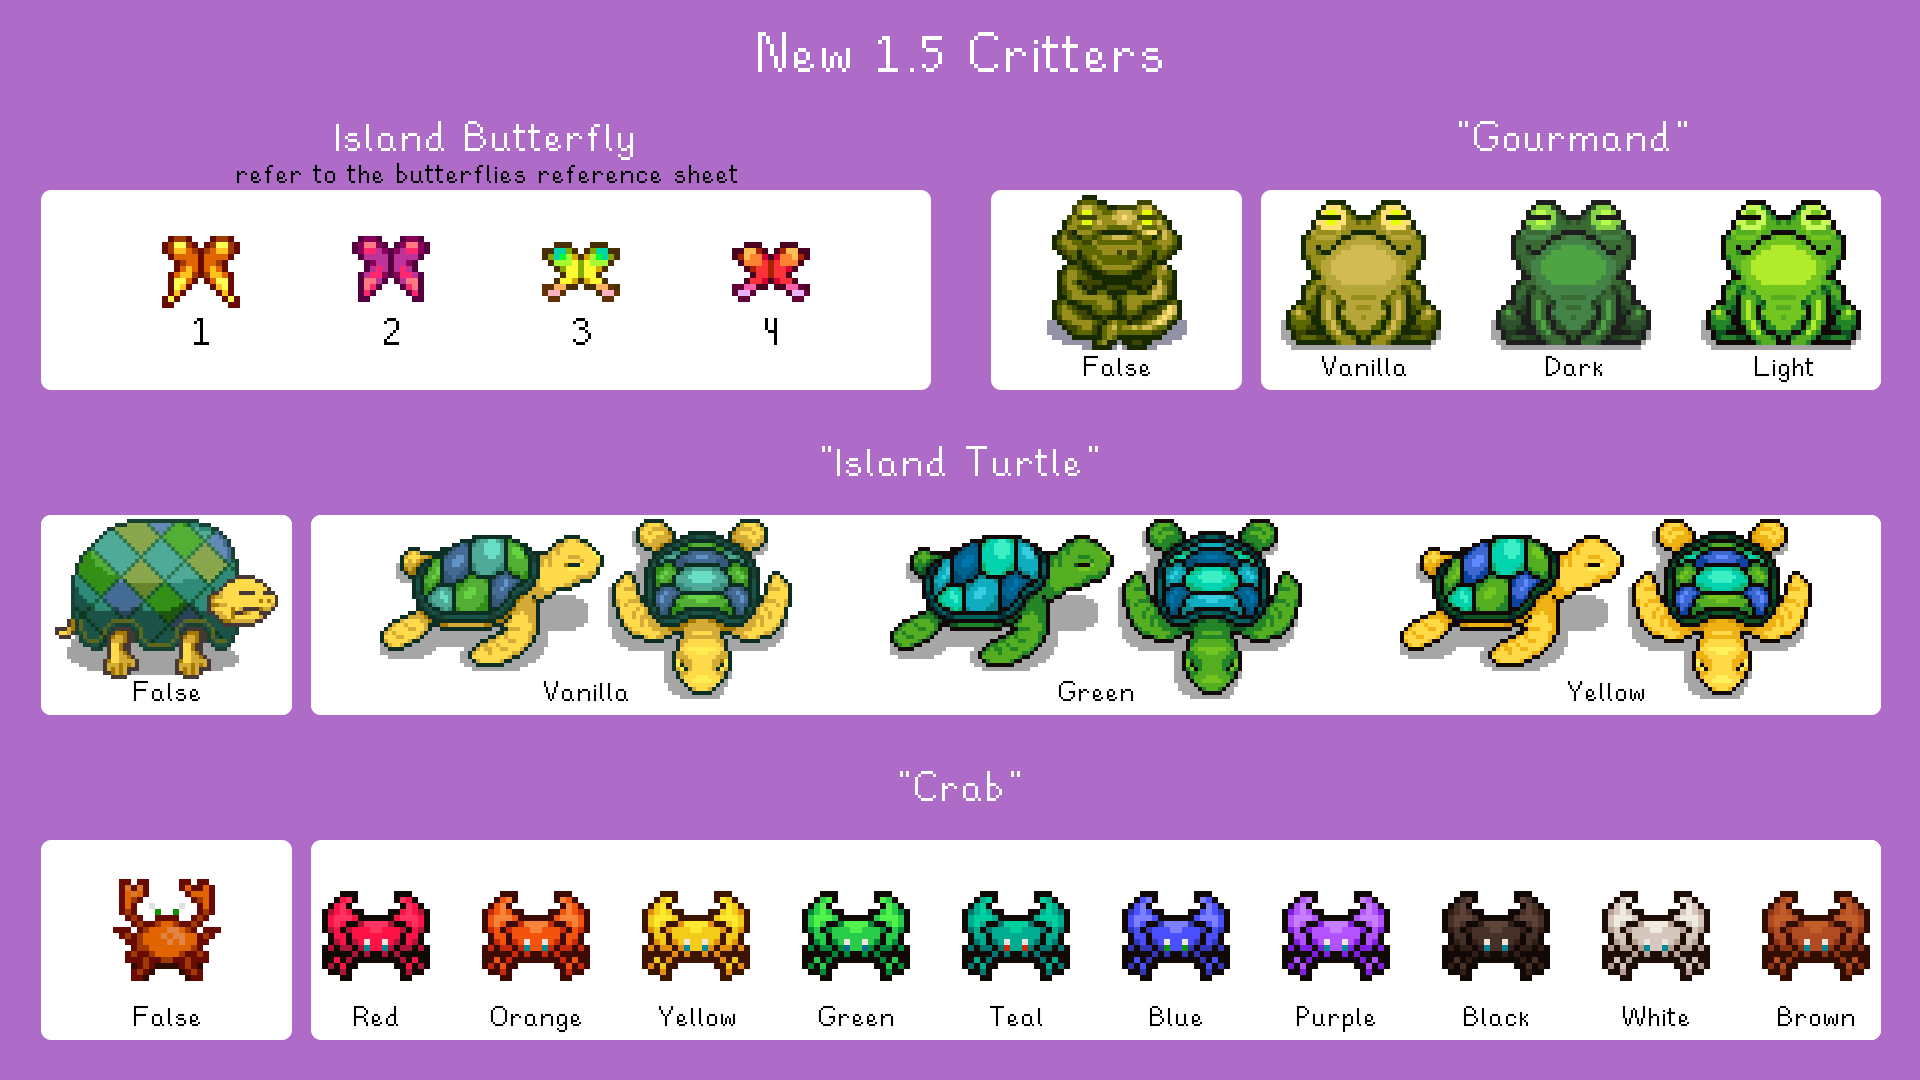 New 1.5 Critters
Island Butterfly
refer to the butterflies reference sheet
1 2 3 4
"Gourmand"
False Vanilla Dark Light
"Island Turtle"
False Vanilla Green Yellow
"Crab"
False Red Orange Yellow Green Teal Blue Purple Black White Brown